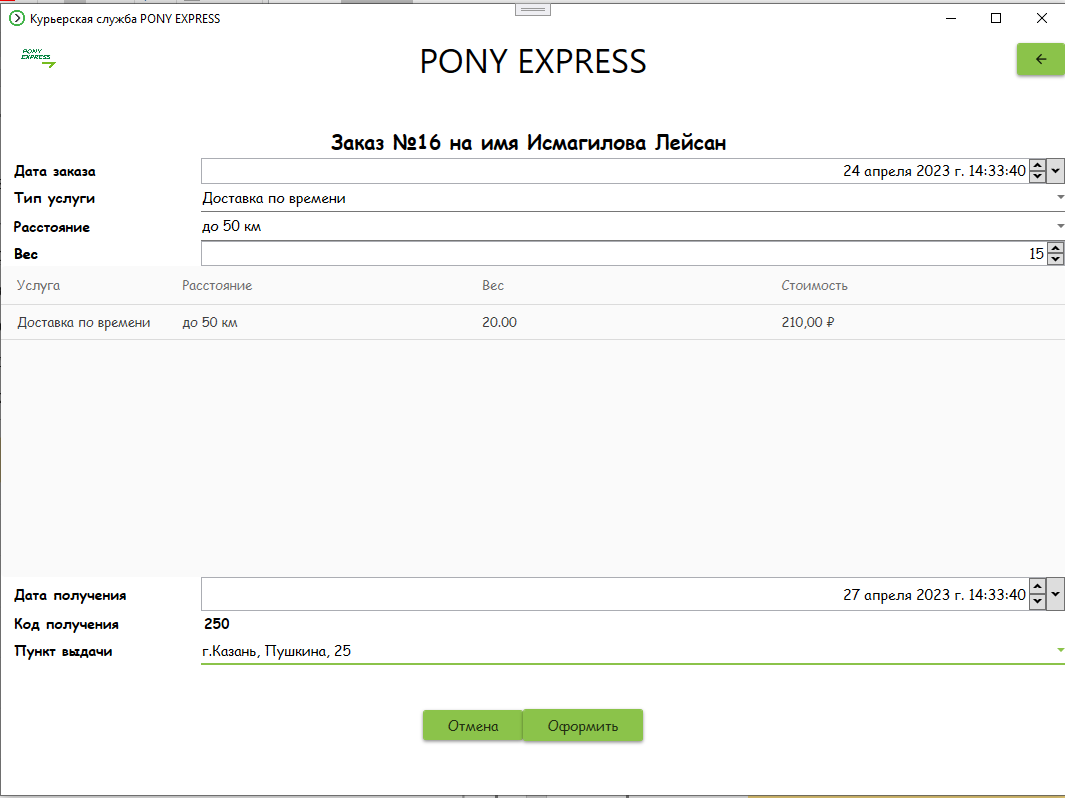 Курьерская служба PONY EXPRESS
PONY EXPRESS
PONY EXPRESS
Заказ №16 на имя Исмагилова Лейсан
Дата заказа 24 апреля 2023 г. 14:33:40
Тип услуги Доставка по времени
Расстояние до 50 км
Вес 15
Услуга Расстояние Вес Стоимость
Доставка по времени до 50 км 20.00 210,00 ₽
Дата получения 27 апреля 2023 г. 14:33:40
Код получения 250
Пункт выдачи г.Казань, Пушкина, 25
Отмена Оформить